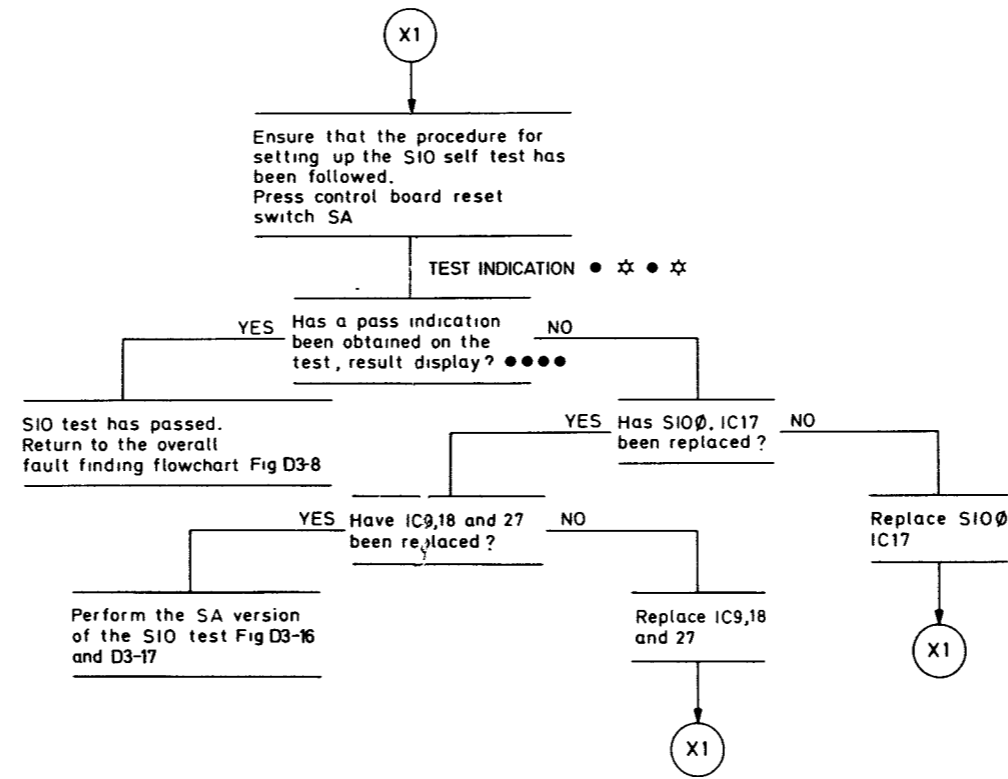 X1
Ensure that the procedure for
setting up the SIO self test has
been followed.
Press control board reset
switch SA
TEST INDICATION ● ☆ ● ☆
YES
Has a pass indication
been obtained on the
test, result display? ●●●●
NO
SIO test has passed.
Return to the overall
fault finding flowchart Fig D3-8
YES
Has SIOØ, IC17
been replaced?
NO
YES
Have IC9,18 and 27
been replaced?
NO
Replace SIOØ
IC17
Perform the SA version
of the SIO test Fig D3-16
and D3-17
Replace IC9,18
and 27
X1
X1